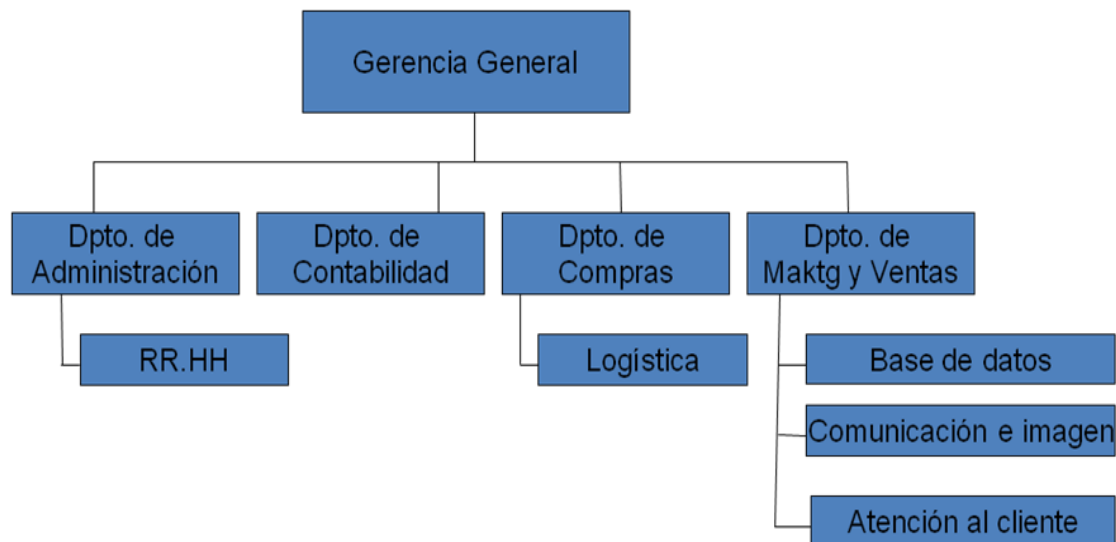 Gerencia General
Dpto. de
Administración
Dpto. de
Contabilidad
Dpto. de
Compras
Dpto. de
Maktg y Ventas
RR.HH
Logística
Base de datos
Comunicación e imagen
Atención al cliente